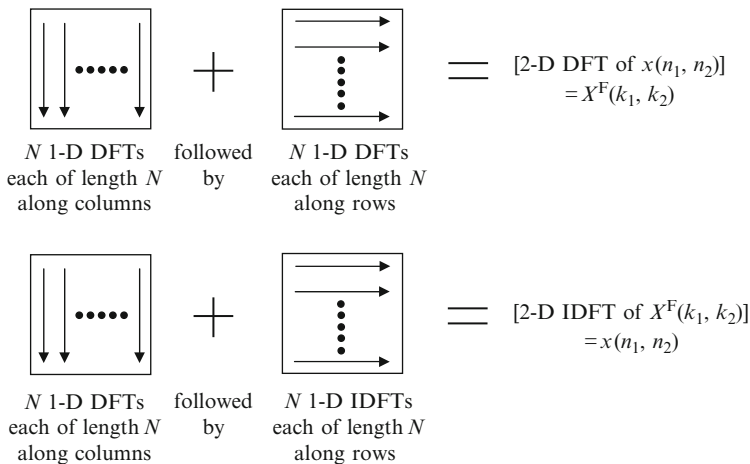 [2-D DFT of x(n₁, n₂)]
= Xᶠ(k₁, k₂)
N 1-D DFTs
each of length N
along columns
followed
by
N 1-D DFTs
each of length N
along rows
[2-D IDFT of Xᶠ(k₁, k₂)]
= x(n₁, n₂)
N 1-D DFTs
each of length N
along columns
followed
by
N 1-D IDFTs
each of length N
along rows